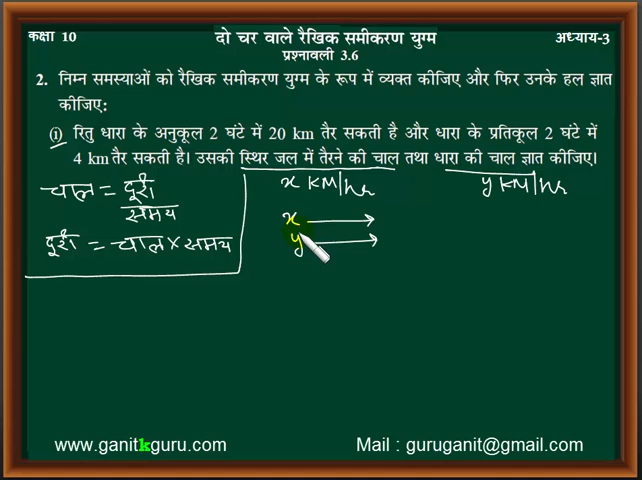 कक्षा 10 दो चर वाले रैखिक समीकरण युग्म अध्याय-3
प्रश्नावली 3.6
2. निम्न समस्याओं को रैखिक समीकरण युग्म के रूप में व्यक्त कीजिए और फिर उनके हल ज्ञात
कीजिए:
(i) रितु धारा के अनुकूल 2 घंटे में 20 km तैर सकती है और धारा के प्रतिकूल 2 घंटे में
4 km तैर सकती है। उसकी स्थिर जल में तैरने की चाल तथा धारा की चाल ज्ञात कीजिए।
चाल = दूरी / समय
x KM/hr y KM/hr
दूरी = चाल × समय
x
y
www.ganitkguru.com Mail : guruganit@gmail.com